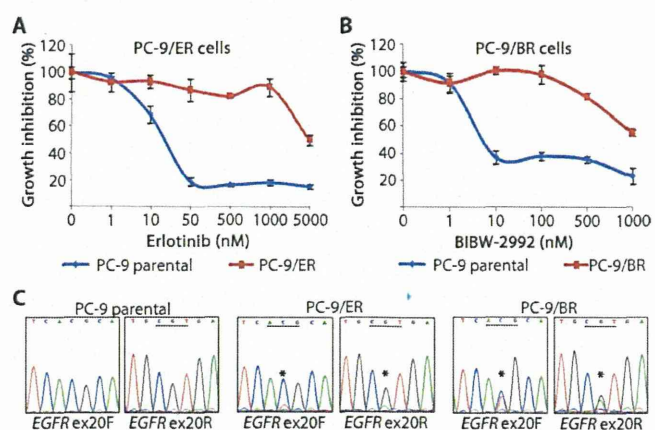 A
PC-9/ER cells
Growth inhibition (%)
120
100
80
60
40
20
0 1 10 50 500 1000 5000
Erlotinib (nM)
PC-9 parental PC-9/ER
B
PC-9/BR cells
Growth inhibition (%)
120
100
80
60
40
20
0 1 10 100 500 1000
BIBW-2992 (nM)
PC-9 parental PC-9/BR
C
PC-9 parental
T C A C G C A
T G C G T G A
EGFR ex20F EGFR ex20R
PC-9/ER
T C A C G C A
T G C G T G A
* *
EGFR ex20F EGFR ex20R
PC-9/BR
T C A C G C A
T G C G T G A
* *
EGFR ex20F EGFR ex20R